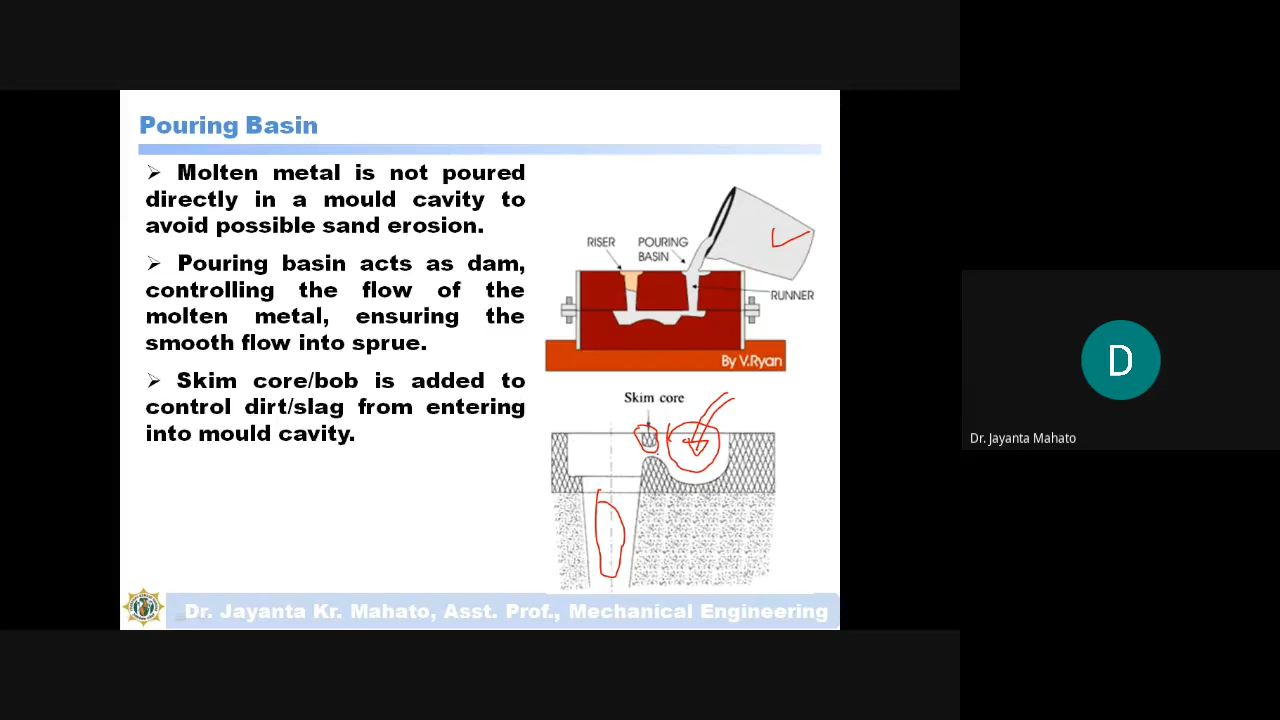 Pouring Basin
➢ Molten metal is not poured
directly in a mould cavity to
avoid possible sand erosion.
➢ Pouring basin acts as dam,
controlling the flow of the
molten metal, ensuring the
smooth flow into sprue.
➢ Skim core/bob is added to
control dirt/slag from entering
into mould cavity.
RISER
POURING
BASIN
RUNNER
By V.Ryan
Skim core
Dr. Jayanta Kr. Mahato, Asst. Prof., Mechanical Engineering
D
Dr. Jayanta Mahato